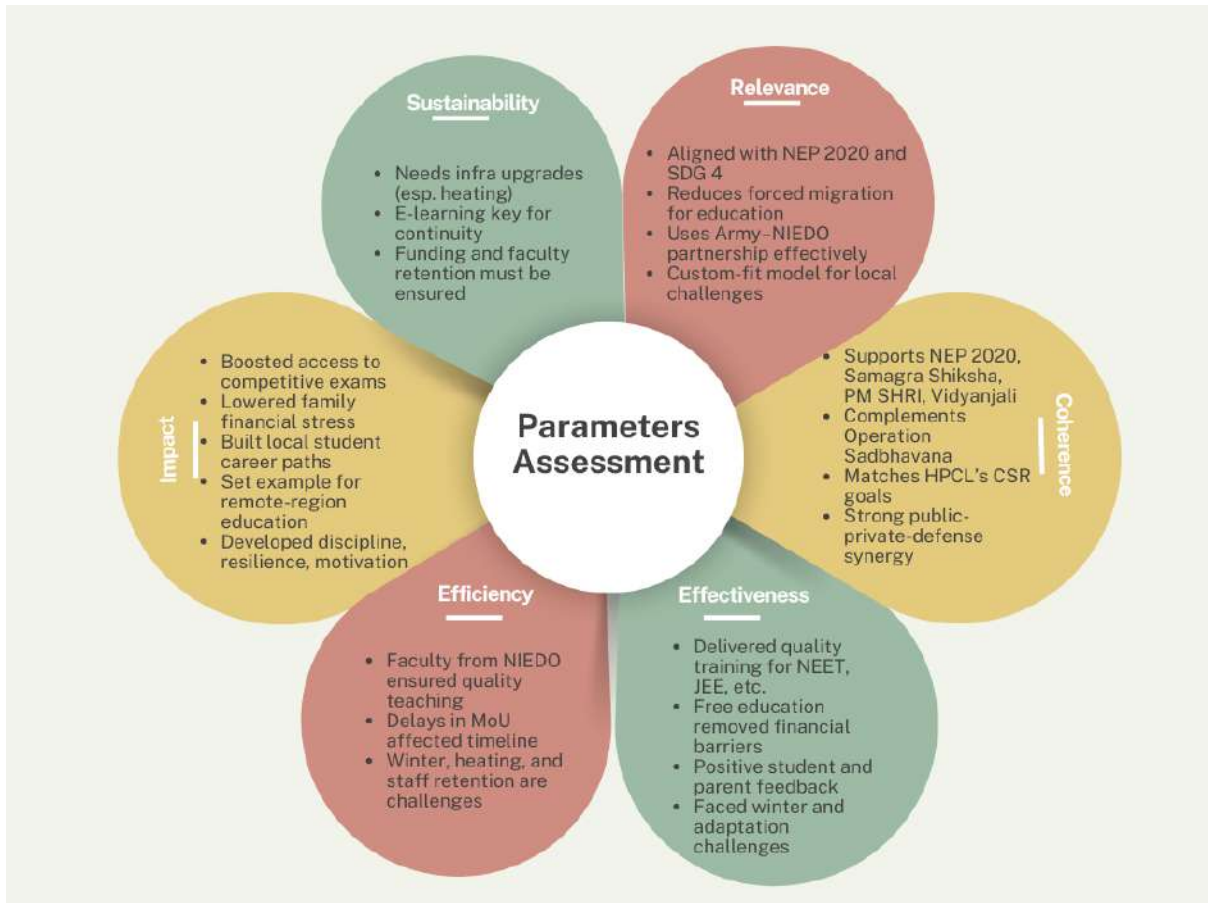 Parameters
Assessment
Sustainability
• Needs infra upgrades
(esp. heating)
• E-learning key for
continuity
• Funding and faculty
retention must be
ensured
Relevance
• Aligned with NEP 2020 and
SDG 4
• Reduces forced migration
for education
• Uses Army–NIEDO
partnership effectively
• Custom-fit model for local
challenges
Coherence
• Supports NEP 2020,
Samagra Shiksha,
PM SHRI, Vidyanjali
• Complements
Operation
Sadbhavana
• Matches HPCL's CSR
goals
• Strong public-
private-defense
synergy
Effectiveness
• Delivered quality
training for NEET,
JEE, etc.
• Free education
removed financial
barriers
• Positive student and
parent feedback
• Faced winter and
adaptation
challenges
Efficiency
• Faculty from NIEDO
ensured quality
teaching
• Delays in MoU
affected timeline
• Winter, heating, and
staff retention are
challenges
Impact
• Boosted access to
competitive exams
• Lowered family
financial stress
• Built local student
career paths
• Set example for
remote-region
education
• Developed discipline,
resilience, motivation